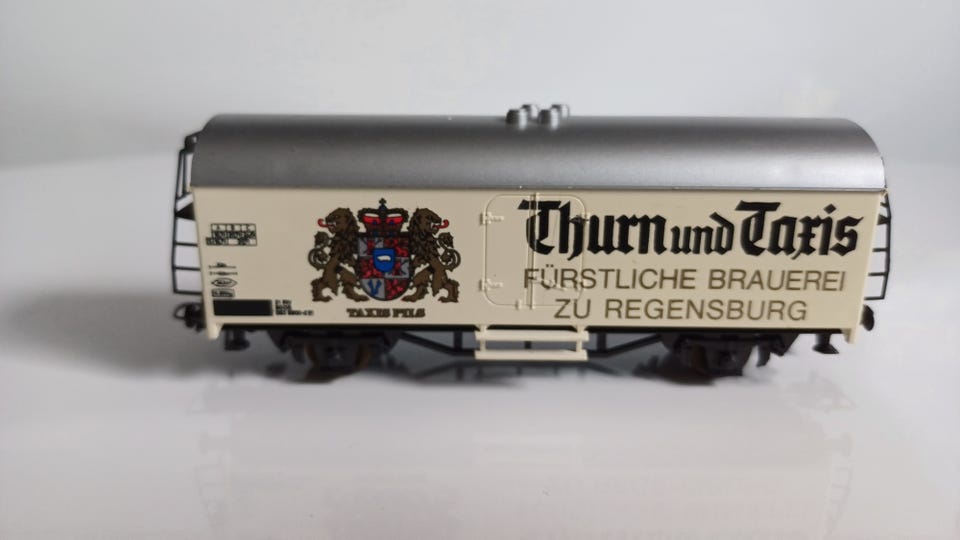 Thurn und Taxis
FÜRSTLICHE BRAUEREI
ZU REGENSBURG
TAXIS PILS